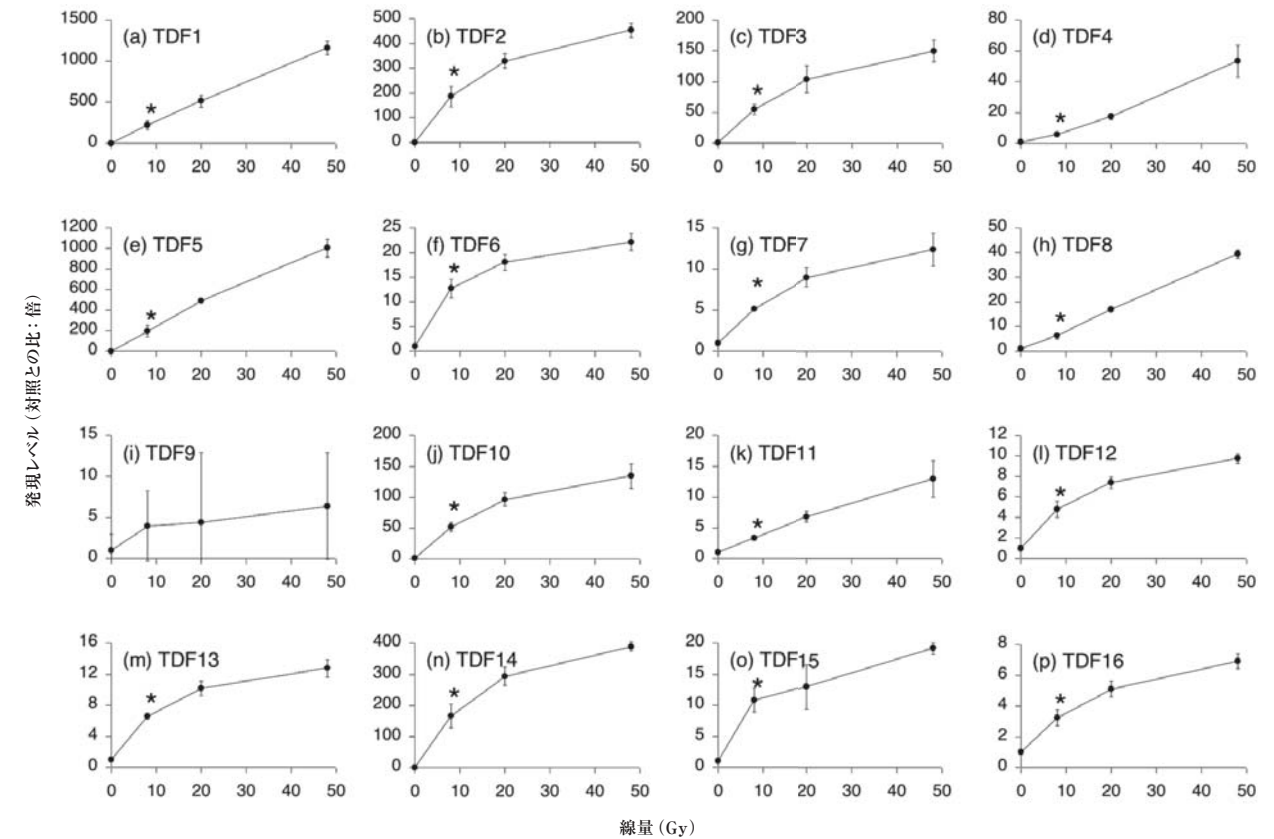 (a) TDF1
1500
1000
500
0
0 10 20 30 40 50
*
(b) TDF2
500
400
300
200
100
0
0 10 20 30 40 50
*
(c) TDF3
200
150
100
50
0
0 10 20 30 40 50
*
(d) TDF4
80
60
40
20
0
0 10 20 30 40 50
*
(e) TDF5
1200
1000
800
600
400
200
0
0 10 20 30 40 50
*
(f) TDF6
25
20
15
10
5
0
0 10 20 30 40 50
*
(g) TDF7
15
10
5
0
0 10 20 30 40 50
*
(h) TDF8
50
40
30
20
10
0
0 10 20 30 40 50
*
発現レベル(対照との比:倍)
(i) TDF9
15
10
5
0
0 10 20 30 40 50
(j) TDF10
200
150
100
50
0
0 10 20 30 40 50
*
(k) TDF11
20
15
10
5
0
0 10 20 30 40 50
*
(l) TDF12
12
10
8
6
4
2
0
0 10 20 30 40 50
*
(m) TDF13
16
12
8
4
0
0 10 20 30 40 50
*
(n) TDF14
400
300
200
100
0
0 10 20 30 40 50
*
(o) TDF15
20
15
10
5
0
0 10 20 30 40 50
*
(p) TDF16
8
6
4
2
0
0 10 20 30 40 50
*
線量(Gy)